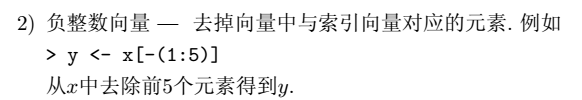 2) 负整数向量 — 去掉向量中与索引向量对应的元素. 例如
> y <- x[-(1:5)]
从x中去除前5个元素得到y.